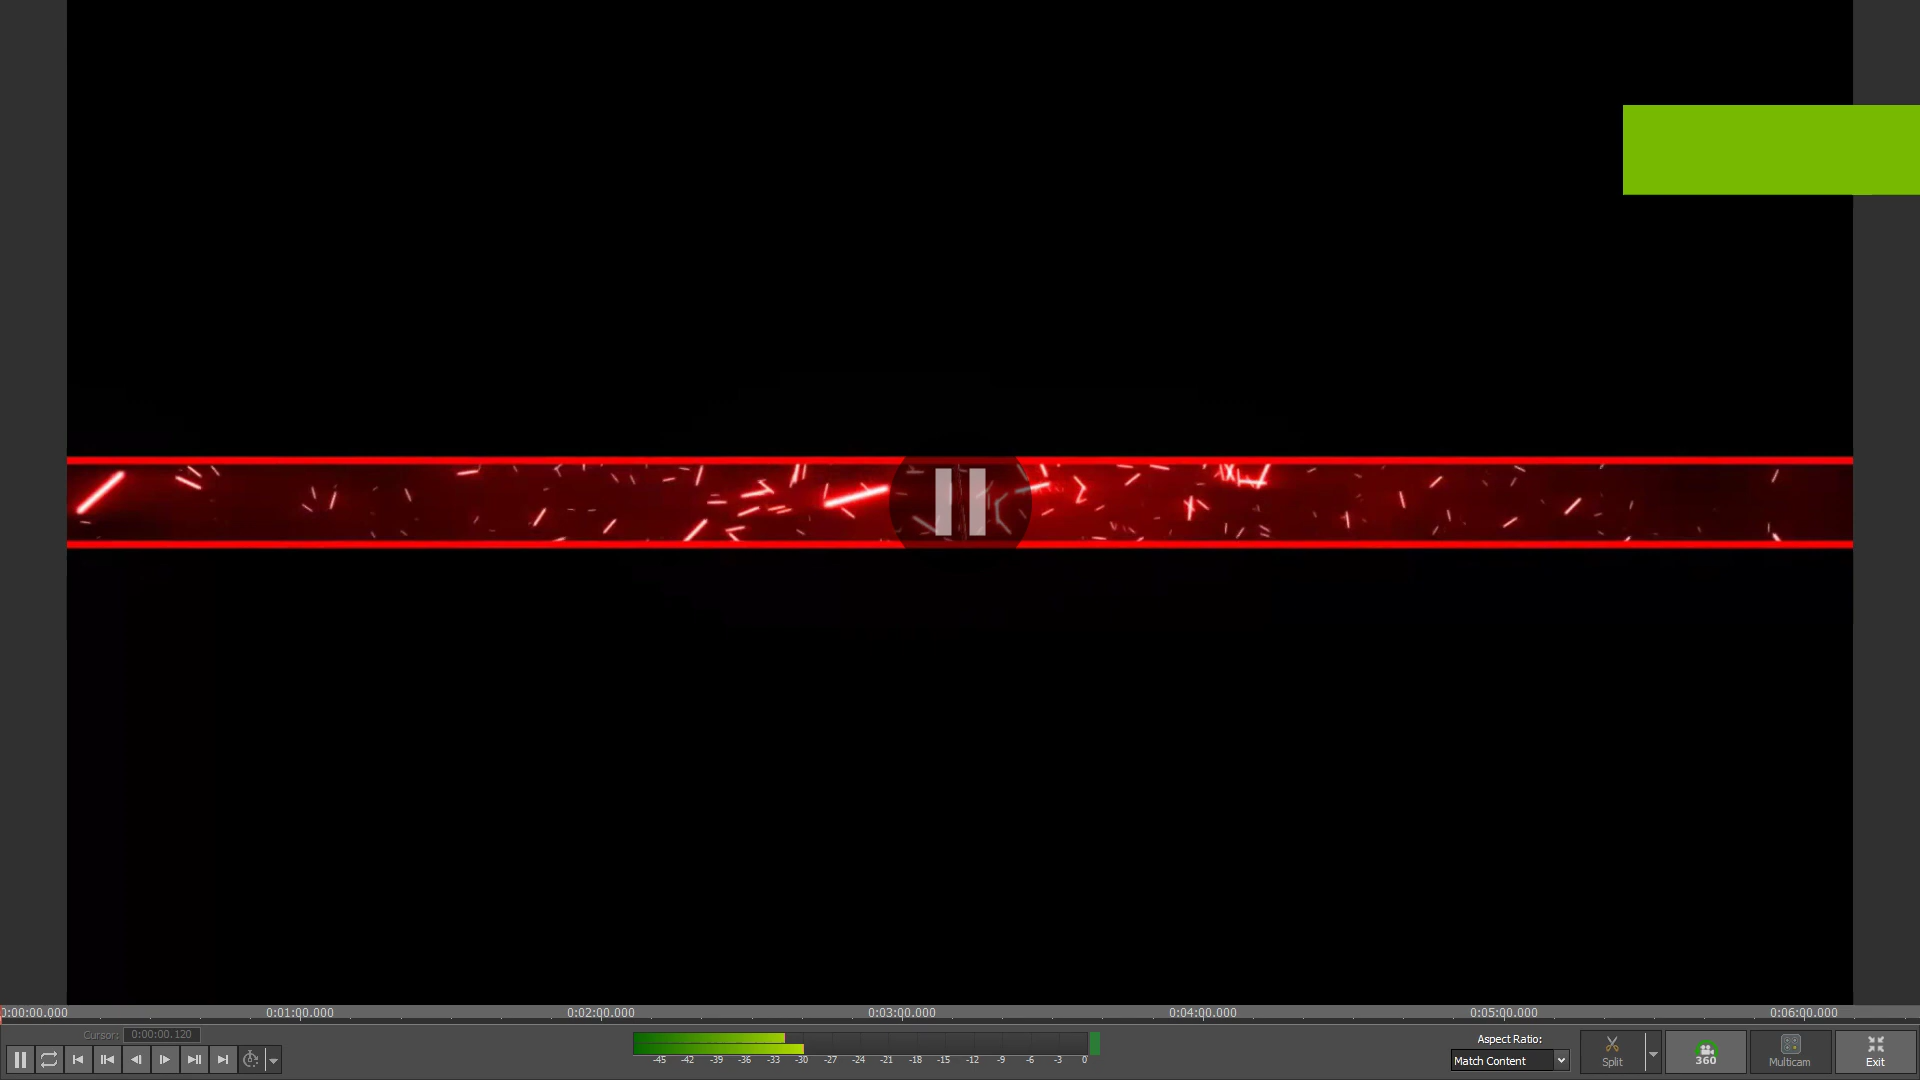 0:00:00.000 0:01:00.000 0:02:00.000 0:03:00.000 0:04:00.000 0:05:00.000 0:06:00.000
Cursor: 0:00:00.120
-45 -42 -39 -36 -33 -30 -27 -24 -21 -18 -15 -12 -9 -6 -3 0
Aspect Ratio:
Match Content
Split
360
Multicam
Exit